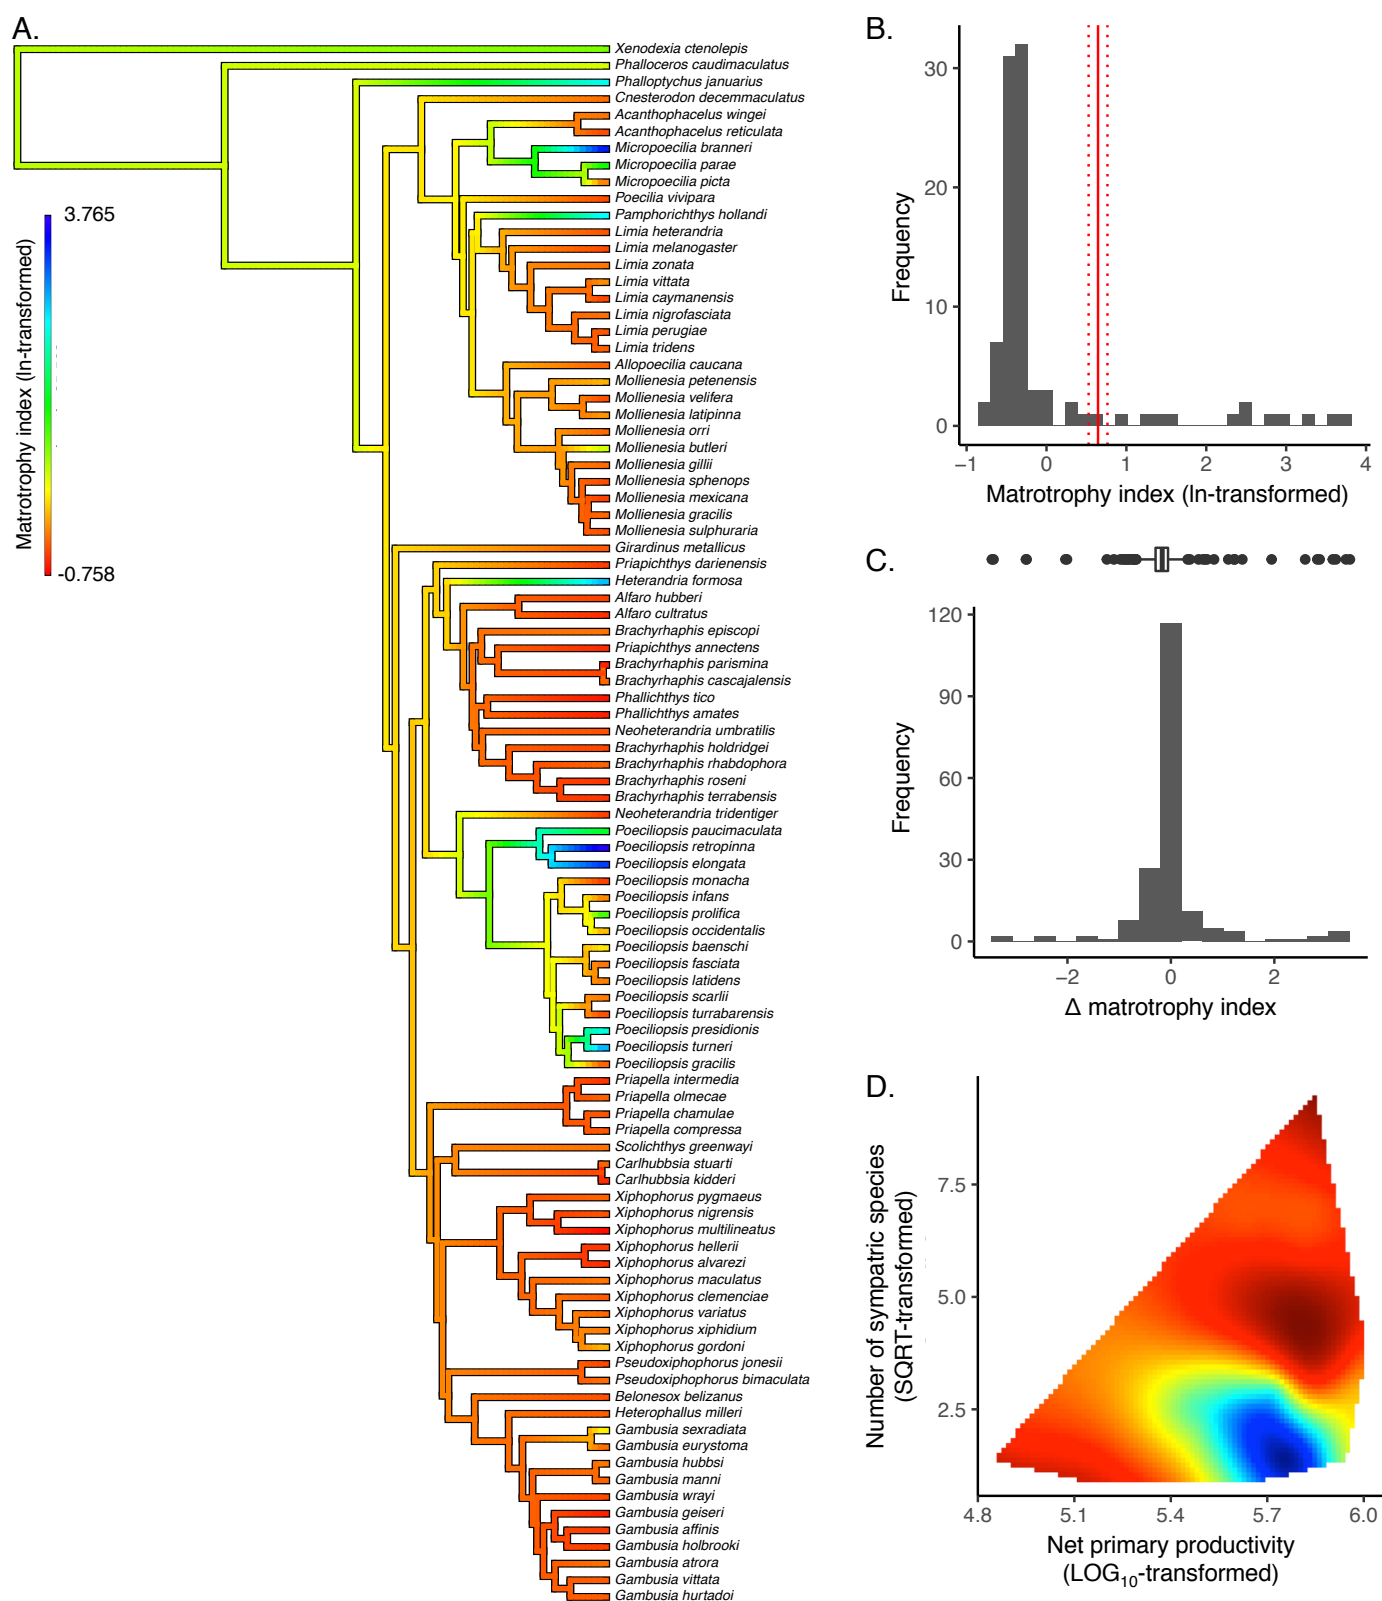 A.
Xenodexia ctenolepis
Phalloceros caudimaculatus
Phalloptychus januarius
Cnesterodon decemmaculatus
Acanthophacelus wingei
Acanthophacelus reticulata
Micropoecilia branneri
Micropoecilia parae
Micropoecilia picta
Poecilia vivipara
Pamphorichthys hollandi
Limia heterandria
Limia melanogaster
Limia zonata
Limia vittata
Limia caymanensis
Limia nigrofasciata
Limia perugiae
Limia tridens
Allopoecilia caucana
Mollienesia petenensis
Mollienesia velifera
Mollienesia latipinna
Mollienesia orri
Mollienesia butleri
Mollienesia gillii
Mollienesia sphenops
Mollienesia mexicana
Mollienesia gracilis
Mollienesia sulphuraria
Girardinus metallicus
Priapichthys darienensis
Heterandria formosa
Alfaro hubberi
Alfaro cultratus
Brachyrhaphis episcopi
Priapichthys annectens
Brachyrhaphis parismina
Brachyrhaphis cascajalensis
Phallichthys tico
Phallichthys amates
Neoheterandria umbratilis
Brachyrhaphis holdridgei
Brachyrhaphis rhabdophora
Brachyrhaphis roseni
Brachyrhaphis terrabensis
Neoheterandria tridentiger
Poeciliopsis paucimaculata
Poeciliopsis retropinna
Poeciliopsis elongata
Poeciliopsis monacha
Poeciliopsis infans
Poeciliopsis prolifica
Poeciliopsis occidentalis
Poeciliopsis baenschi
Poeciliopsis fasciata
Poeciliopsis latidens
Poeciliopsis scarlii
Poeciliopsis turrabarensis
Poeciliopsis presidionis
Poeciliopsis turneri
Poeciliopsis gracilis
Priapella intermedia
Priapella olmecae
Priapella chamulae
Priapella compressa
Scolichthys greenwayi
Carlhubbsia stuarti
Carlhubbsia kidderi
Xiphophorus pygmaeus
Xiphophorus nigrensis
Xiphophorus multilineatus
Xiphophorus hellerii
Xiphophorus alvarezi
Xiphophorus maculatus
Xiphophorus clemenciae
Xiphophorus variatus
Xiphophorus xiphidium
Xiphophorus gordoni
Pseudoxiphophorus jonesii
Pseudoxiphophorus bimaculata
Belonesox belizanus
Heterophallus milleri
Gambusia sexradiata
Gambusia eurystoma
Gambusia hubbsi
Gambusia manni
Gambusia wrayi
Gambusia geiseri
Gambusia affinis
Gambusia holbrooki
Gambusia atrora
Gambusia vittata
Gambusia hurtadoi
3.765
Matrotrophy index (ln-transformed)
-0.758
B.
Frequency
30
20
10
0
−1 0 1 2 3 4
Matrotrophy index (ln-transformed)
C.
Frequency
120
90
60
30
0
−2 0 2
Δ matrotrophy index
D.
Number of sympatric species
(SQRT-transformed)
7.5
5.0
2.5
4.8 5.1 5.4 5.7 6.0
Net primary productivity
(LOG10-transformed)